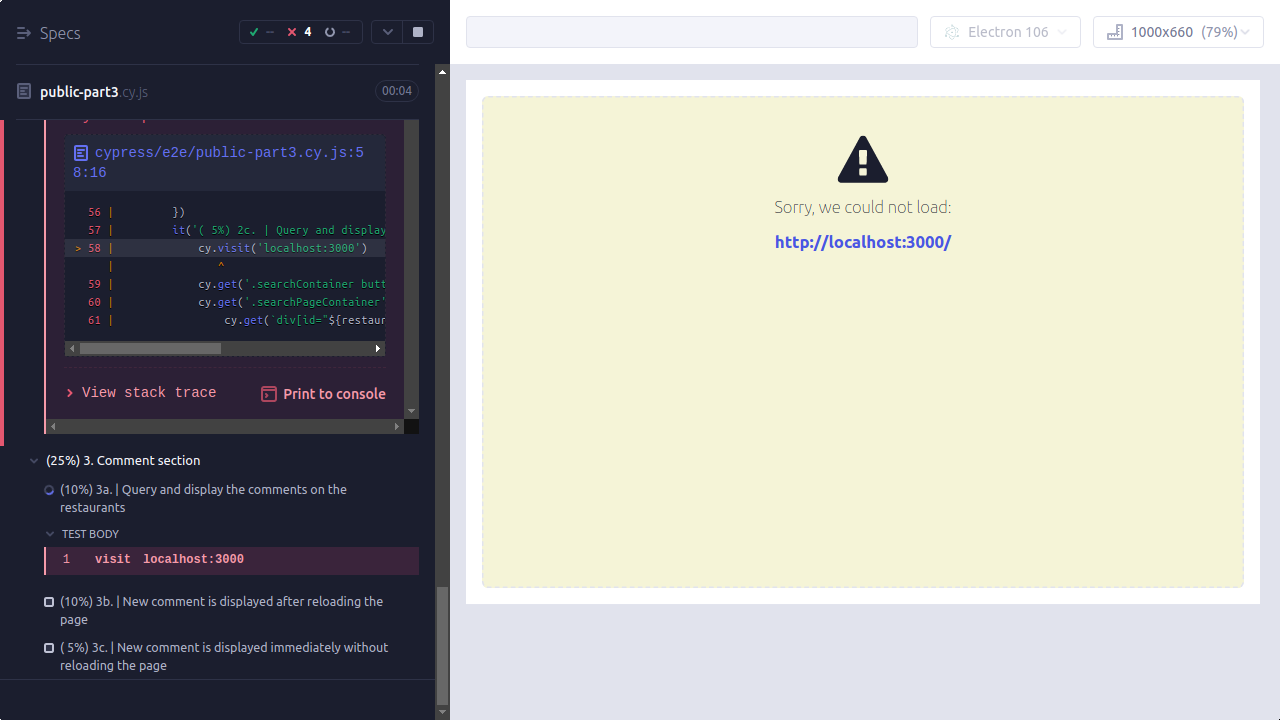 Specs
-- 4 --
Electron 106
1000x660 (79%)
public-part3.cy.js
00:04
cypress/e2e/public-part3.cy.js:5
8:16
56 | })
57 | it('( 5%) 2c. | Query and display
> 58 | cy.visit('localhost:3000')
| ^
59 | cy.get('.searchContainer butt
60 | cy.get('.searchPageContainer'
61 | cy.get(`div[id="${restaur
View stack trace
Print to console
(25%) 3. Comment section
(10%) 3a. | Query and display the comments on the
restaurants
TEST BODY
1 visit localhost:3000
(10%) 3b. | New comment is displayed after reloading the
page
( 5%) 3c. | New comment is displayed immediately without
reloading the page
Sorry, we could not load:
http://localhost:3000/